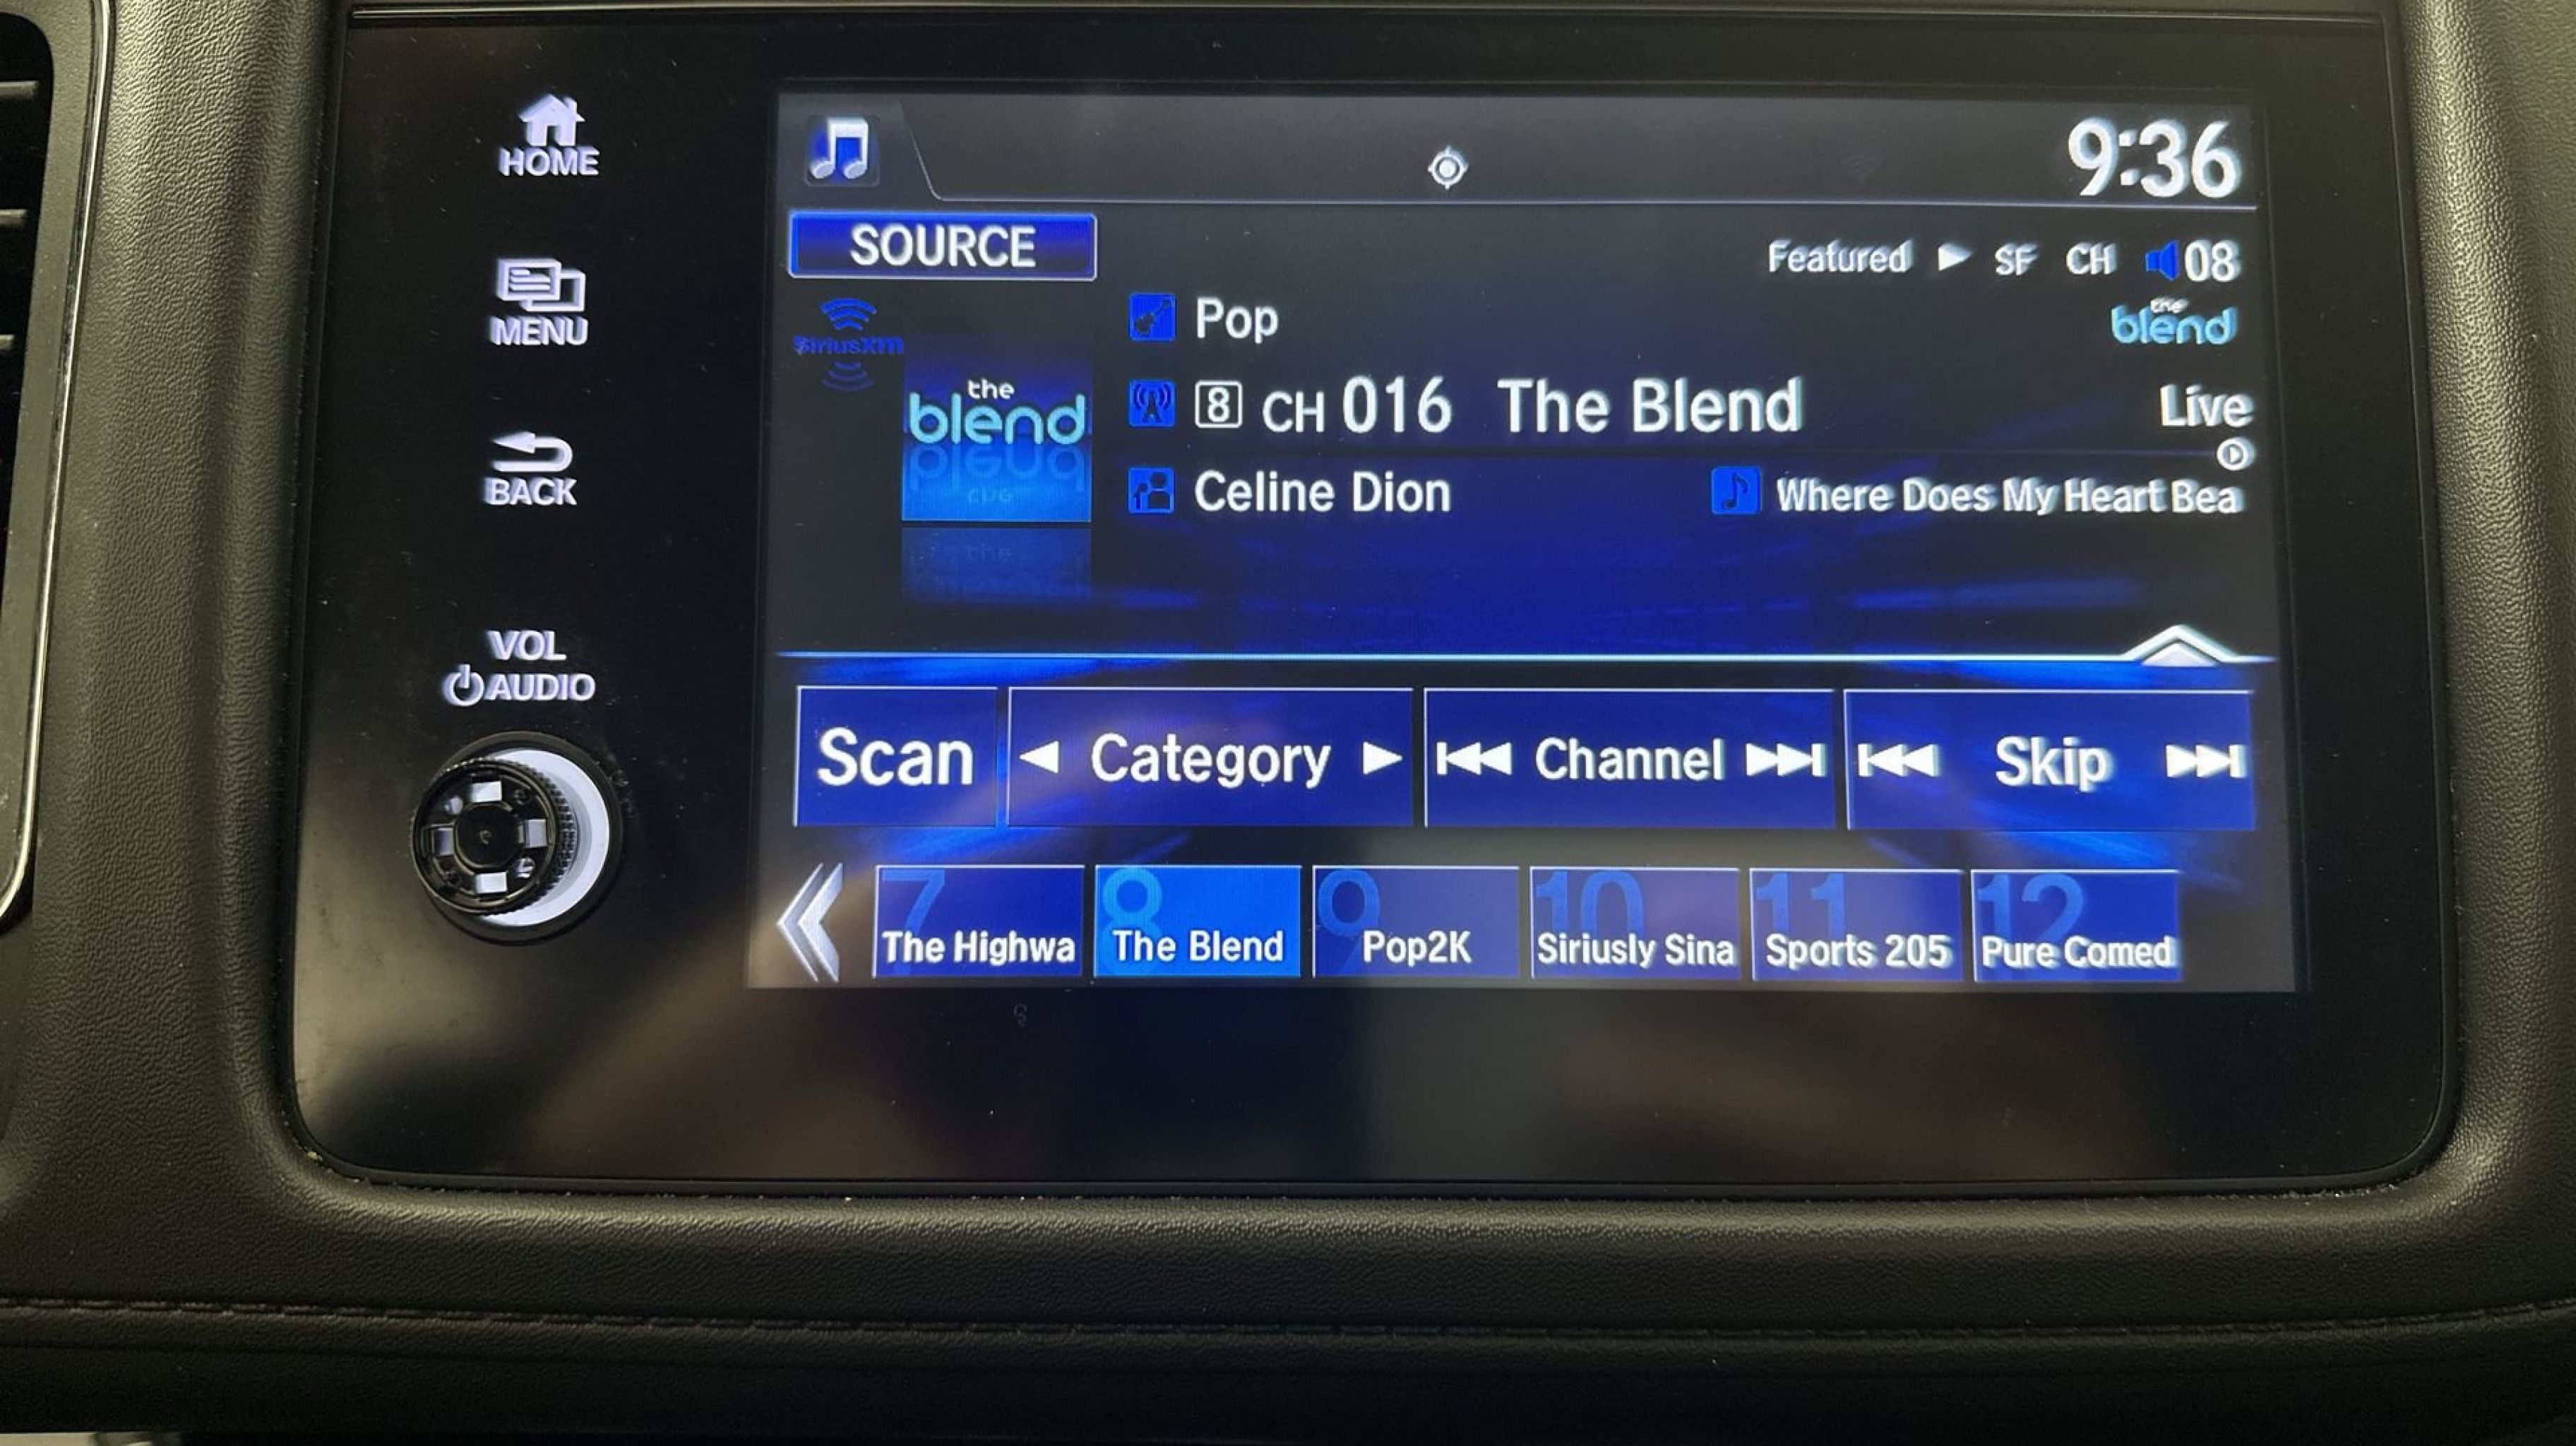 HOME
MENU
BACK
VOL
AUDIO
9:36
SOURCE
Featured SF CH 08
SiriusXM
the
blend
Pop
the
blend
8 CH 016 The Blend
Live
Celine Dion
Where Does My Heart Bea
Scan
Category
Channel
Skip
7 The Highwa
8 The Blend
9 Pop2K
10 Siriusly Sina
11 Sports 205
12 Pure Comed